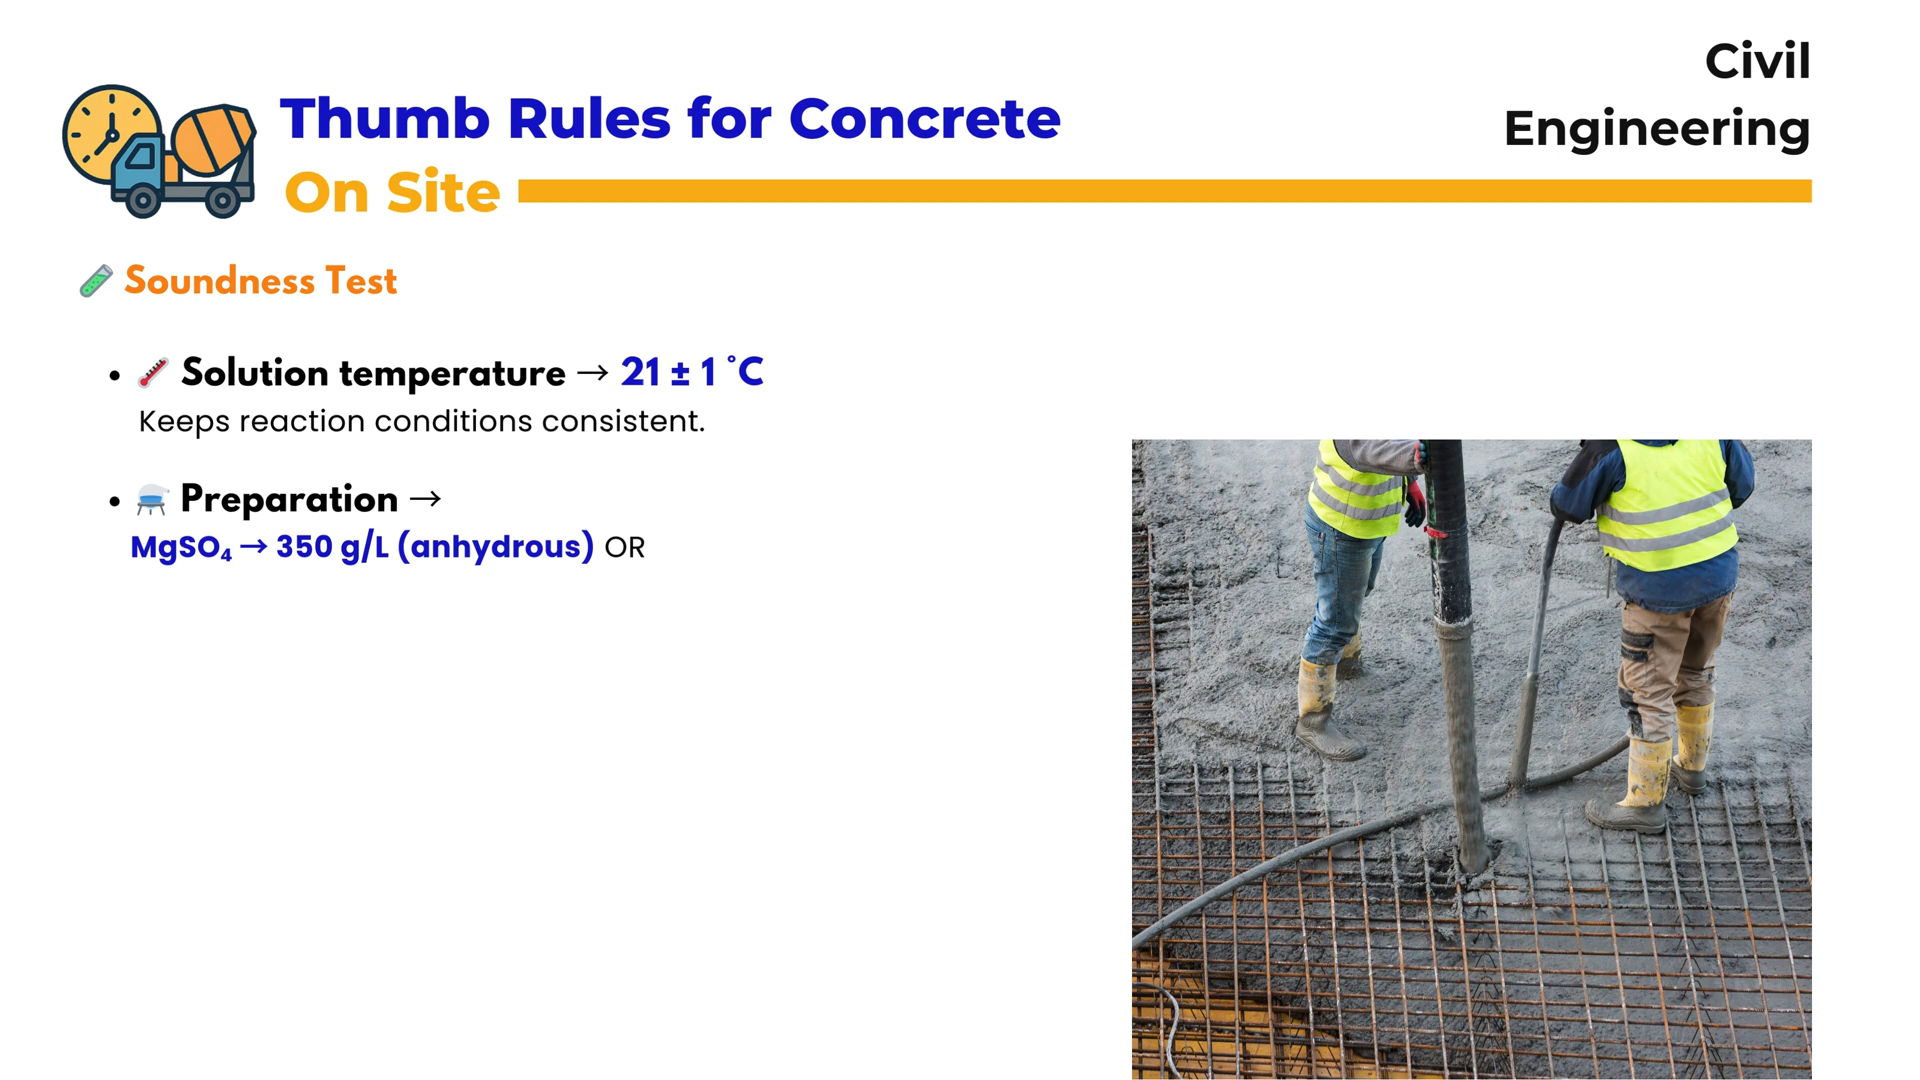 Civil
Engineering
Thumb Rules for Concrete
On Site
Soundness Test
• Solution temperature → 21 ± 1 °C
Keeps reaction conditions consistent.
• Preparation →
MgSO₄ → 350 g/L (anhydrous) OR